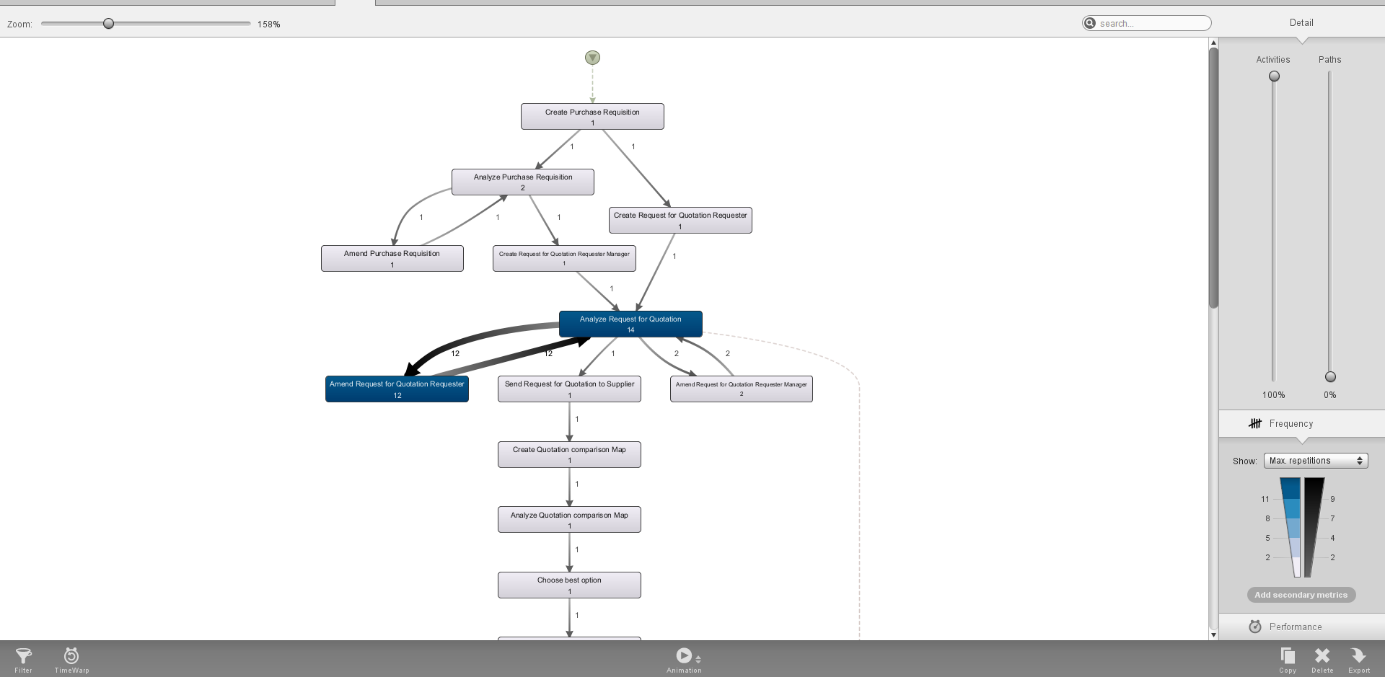 Zoom: 158% search... Detail
Activities Paths
Create Purchase Requisition
1
1 1
Analyze Purchase Requisition
2
Create Request for Quotation Requester
1
1 1 1
Amend Purchase Requisition
1
Create Request for Quotation Requester Manager
1
1
1
Analyze Request for Quotation
14
12 12 1 2 2
Amend Request for Quotation Requester
12
Send Request for Quotation to Supplier
1
Amend Request for Quotation Requester Manager
2
1
Create Quotation comparison Map
1
1
Analyze Quotation comparison Map
1
1
Choose best option
1
1
100% 0%
Frequency
Show: Max. repetitions
11 9
8 7
5 4
2 2
Add secondary metrics
Performance
Filter TimeWarp Animation Copy Delete Export